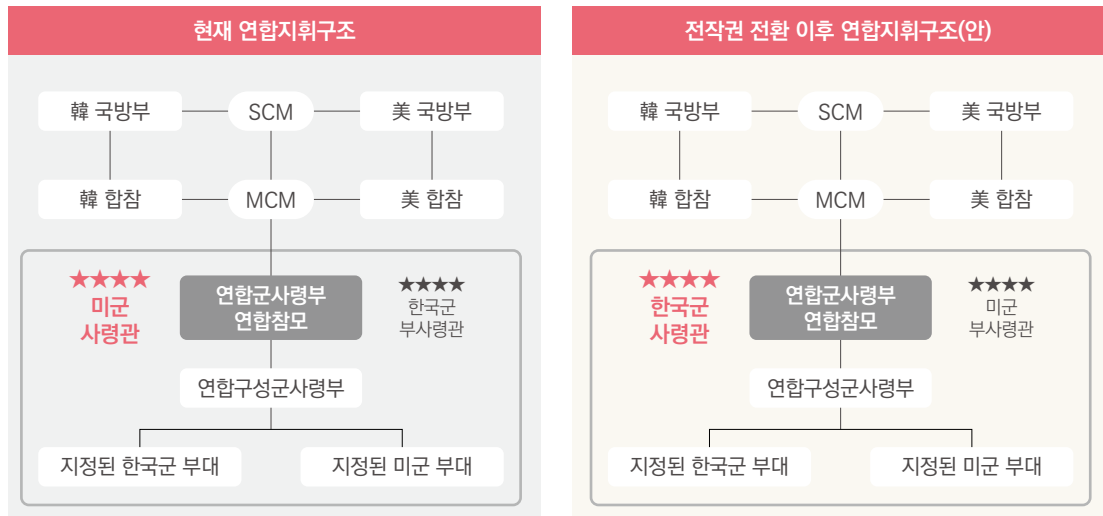 현재 연합지휘구조
韓 국방부
SCM
美 국방부
韓 합참
MCM
美 합참
★★★★
미군
사령관
연합군사령부
연합참모
★★★★
한국군
부사령관
연합구성군사령부
지정된 한국군 부대
지정된 미군 부대
전작권 전환 이후 연합지휘구조(안)
韓 국방부
SCM
美 국방부
韓 합참
MCM
美 합참
★★★★
한국군
사령관
연합군사령부
연합참모
★★★★
미군
부사령관
연합구성군사령부
지정된 한국군 부대
지정된 미군 부대